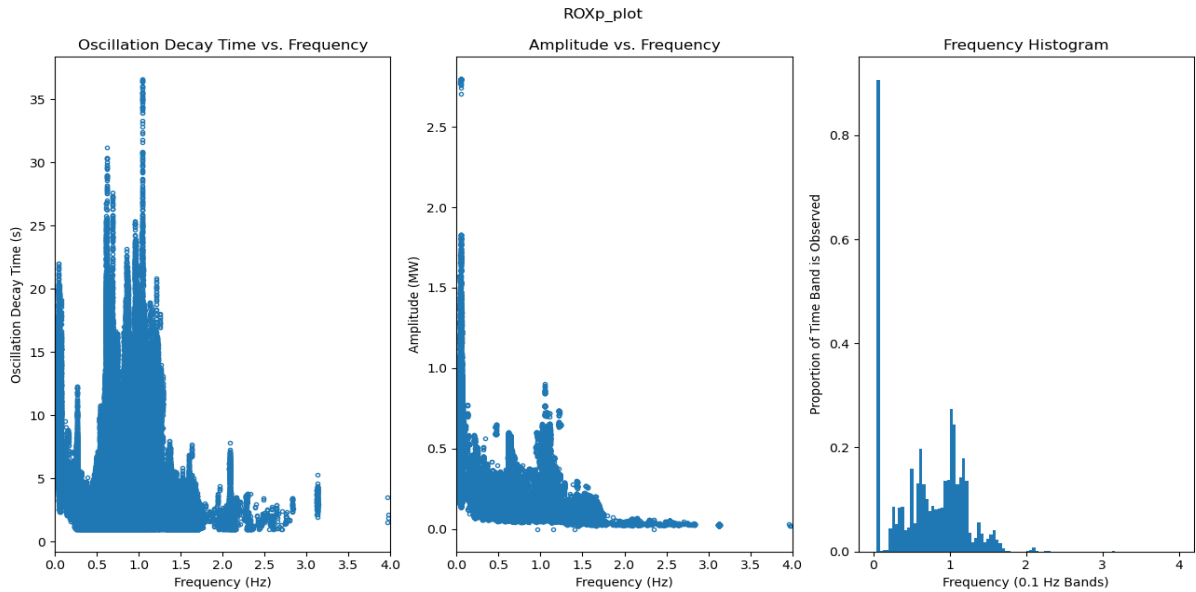 ROXp_plot
Oscillation Decay Time vs. Frequency
Oscillation Decay Time (s)
35
30
25
20
15
10
5
0
0.0 0.5 1.0 1.5 2.0 2.5 3.0 3.5 4.0
Frequency (Hz)
Amplitude vs. Frequency
Amplitude (MW)
2.5
2.0
1.5
1.0
0.5
0.0
0.0 0.5 1.0 1.5 2.0 2.5 3.0 3.5 4.0
Frequency (Hz)
Frequency Histogram
Proportion of Time Band is Observed
0.8
0.6
0.4
0.2
0.0
0 1 2 3 4
Frequency (0.1 Hz Bands)